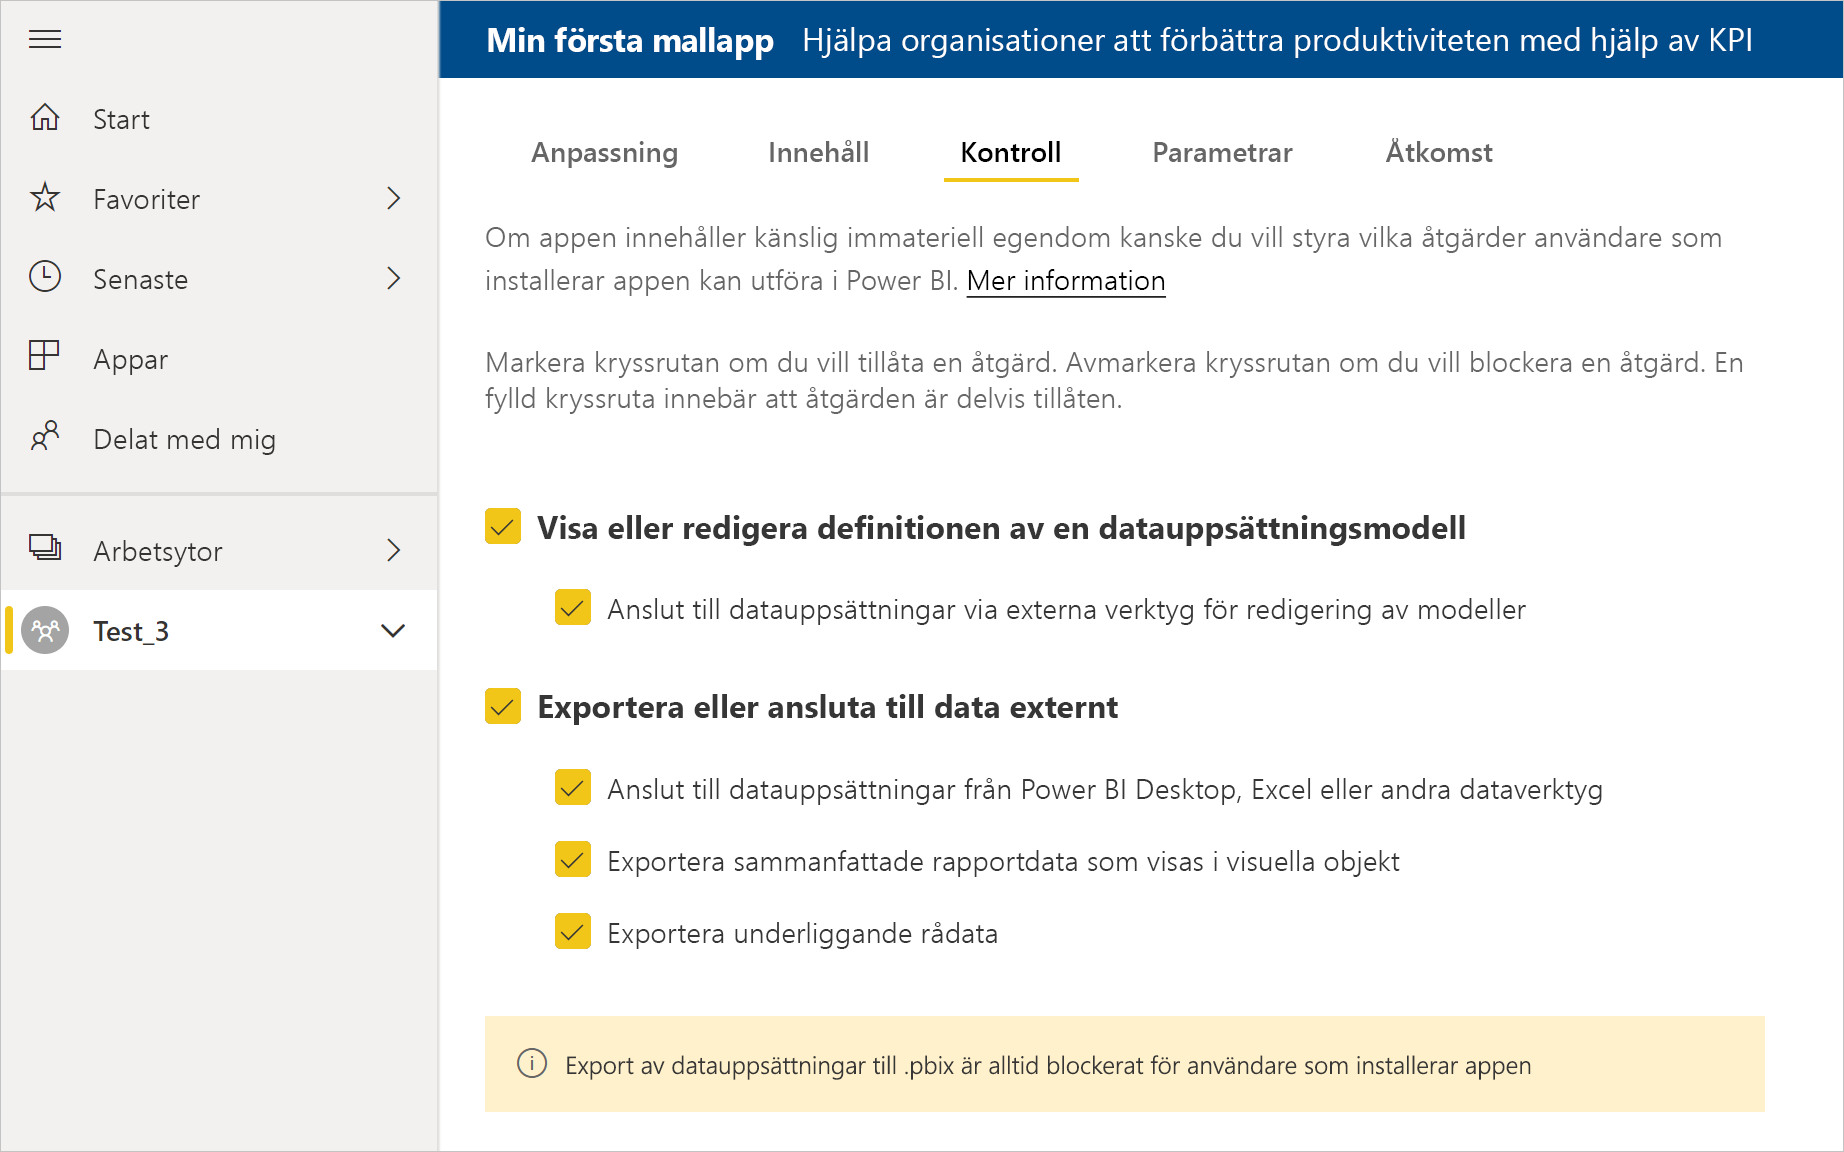 Start
Favoriter
Senaste
Appar
Delat med mig
Arbetsytor
Test_3
Min första mallapp Hjälpa organisationer att förbättra produktiviteten med hjälp av KPI
Anpassning Innehåll Kontroll Parametrar Åtkomst
Om appen innehåller känslig immateriell egendom kanske du vill styra vilka åtgärder användare som
installerar appen kan utföra i Power BI. Mer information
Markera kryssrutan om du vill tillåta en åtgärd. Avmarkera kryssrutan om du vill blockera en åtgärd. En
fylld kryssruta innebär att åtgärden är delvis tillåten.
Visa eller redigera definitionen av en datauppsättningsmodell
Anslut till datauppsättningar via externa verktyg för redigering av modeller
Exportera eller ansluta till data externt
Anslut till datauppsättningar från Power BI Desktop, Excel eller andra dataverktyg
Exportera sammanfattade rapportdata som visas i visuella objekt
Exportera underliggande rådata
Export av datauppsättningar till .pbix är alltid blockerat för användare som installerar appen